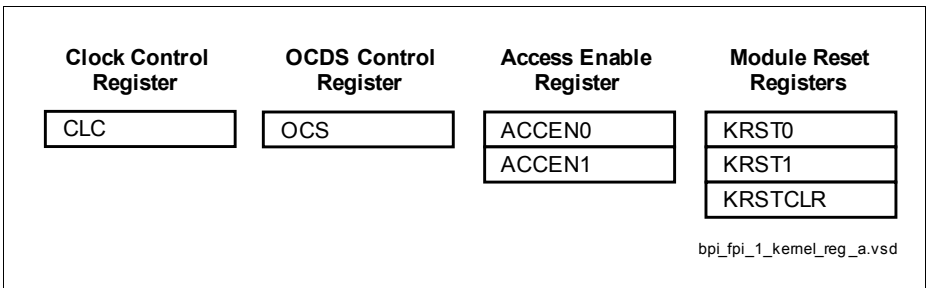 Clock Control
Register
OCDS Control
Register
Access Enable
Register
Module Reset
Registers
CLC
OCS
ACCEN0
ACCEN1
KRST0
KRST1
KRSTCLR
bpi_fpi_1_kernel_reg_a.vsd